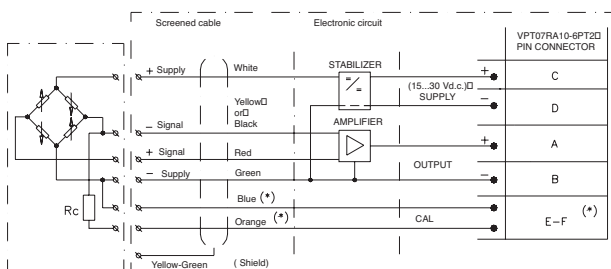 Screened cable
Electronic circuit
VPT07RA10-6PT2□
PIN CONNECTOR
+ Supply
White
STABILIZER
=/=
(15...30 Vd.c.)□
SUPPLY
+
C
−
D
Yellow□
or□
Black
− Signal
AMPLIFIER
+
A
+ Signal
Red
OUTPUT
− Supply
Green
−
B
Blue (*)
Rc
Orange (*)
CAL
E-F (*)
Yellow-Green
( Shield)